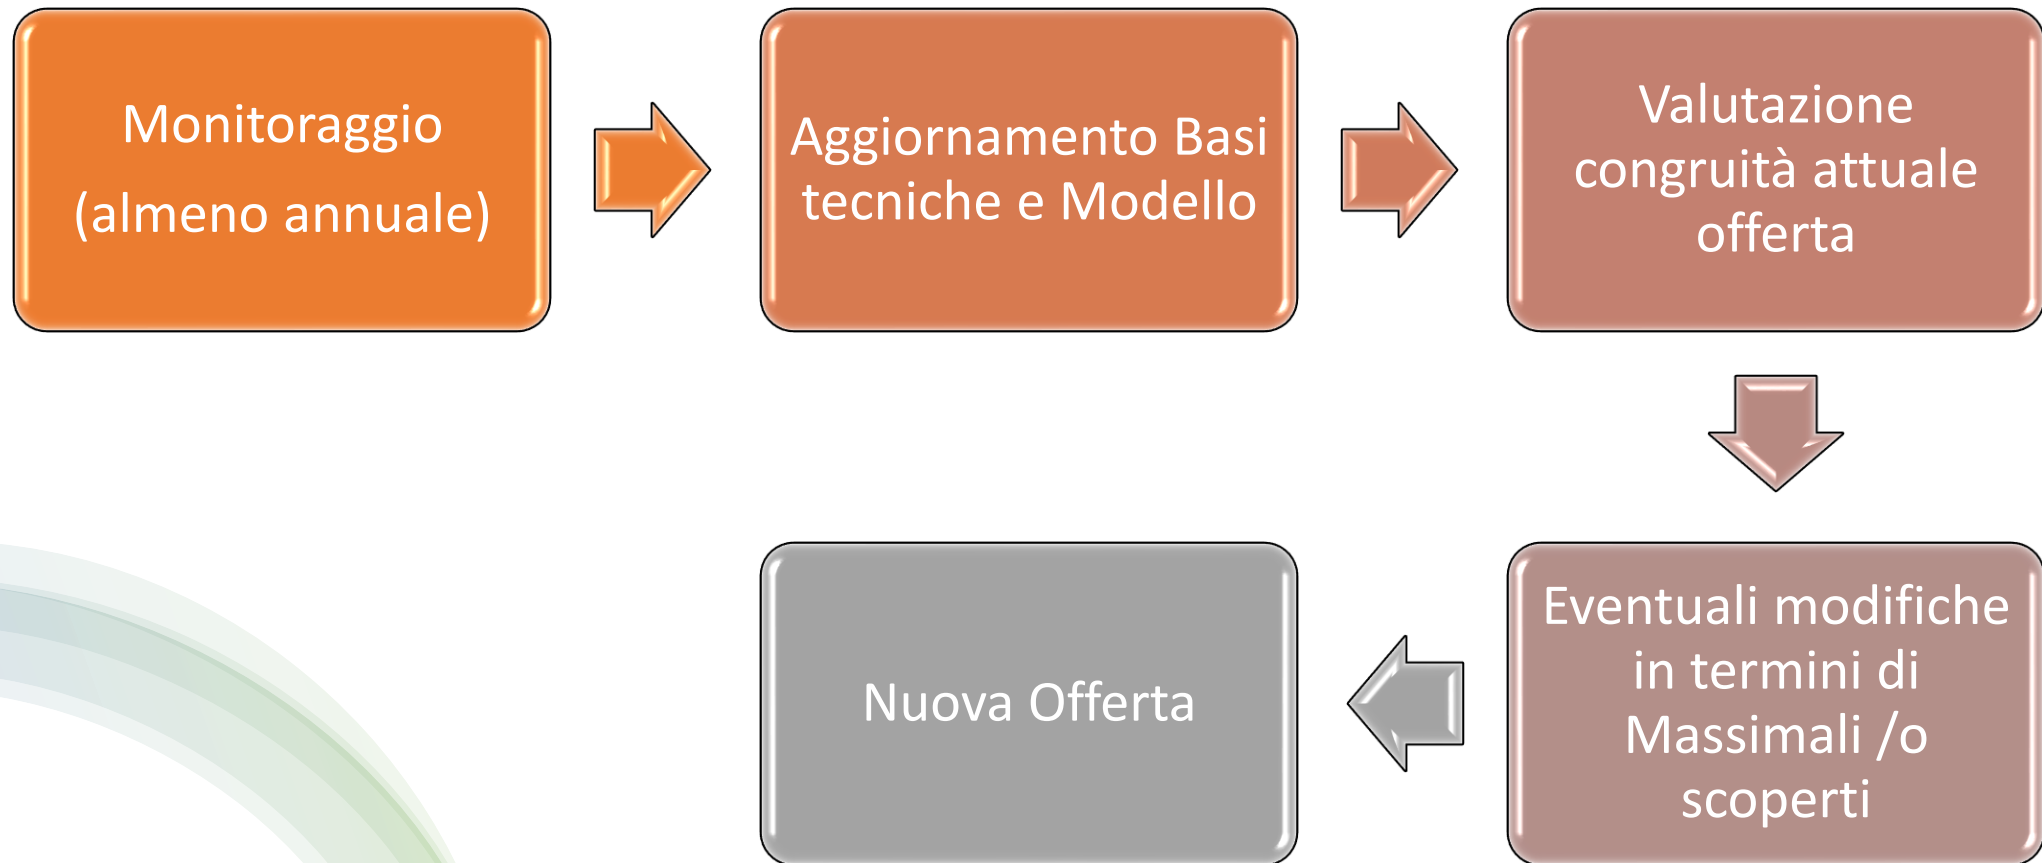 Monitoraggio
(almeno annuale)
Aggiornamento Basi
tecniche e Modello
Valutazione
congruità attuale
offerta
Eventuali modifiche
in termini di
Massimali /o
scoperti
Nuova Offerta